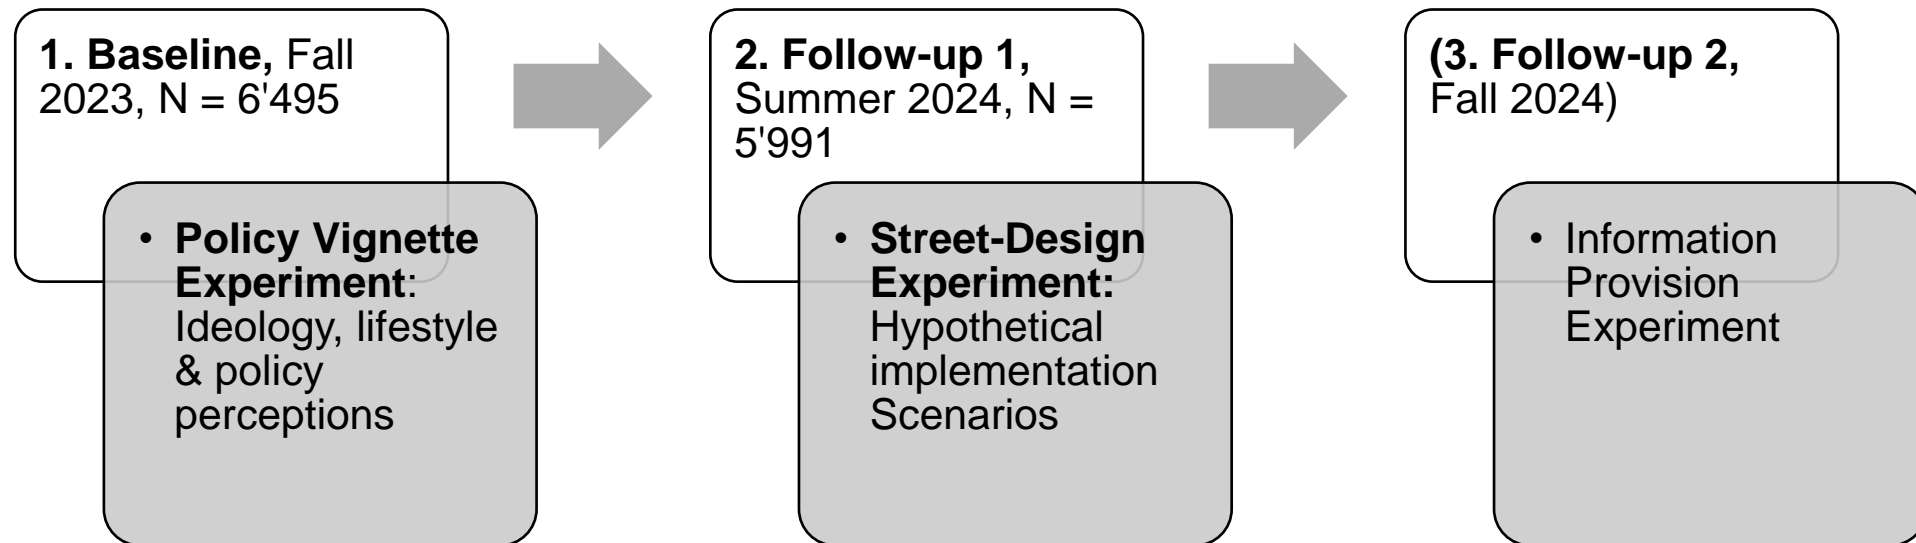 1. Baseline, Fall
2023, N = 6'495
• Policy Vignette
Experiment:
Ideology, lifestyle
& policy
perceptions
2. Follow-up 1,
Summer 2024, N =
5'991
• Street-Design
Experiment:
Hypothetical
implementation
Scenarios
(3. Follow-up 2,
Fall 2024)
• Information
Provision
Experiment